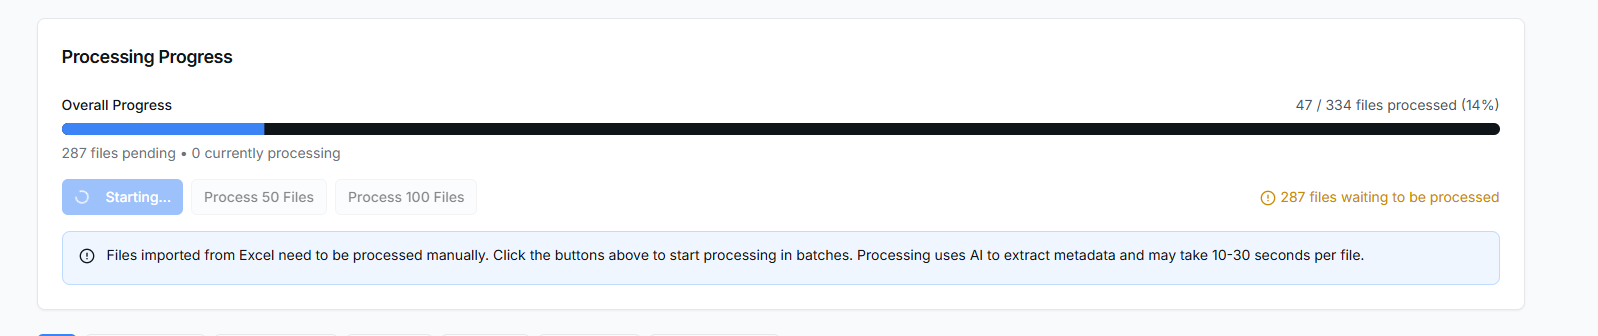 Processing Progress
Overall Progress
47 / 334 files processed (14%)
287 files pending • 0 currently processing
Starting...
Process 50 Files
Process 100 Files
287 files waiting to be processed
Files imported from Excel need to be processed manually. Click the buttons above to start processing in batches. Processing uses AI to extract metadata and may take 10-30 seconds per file.